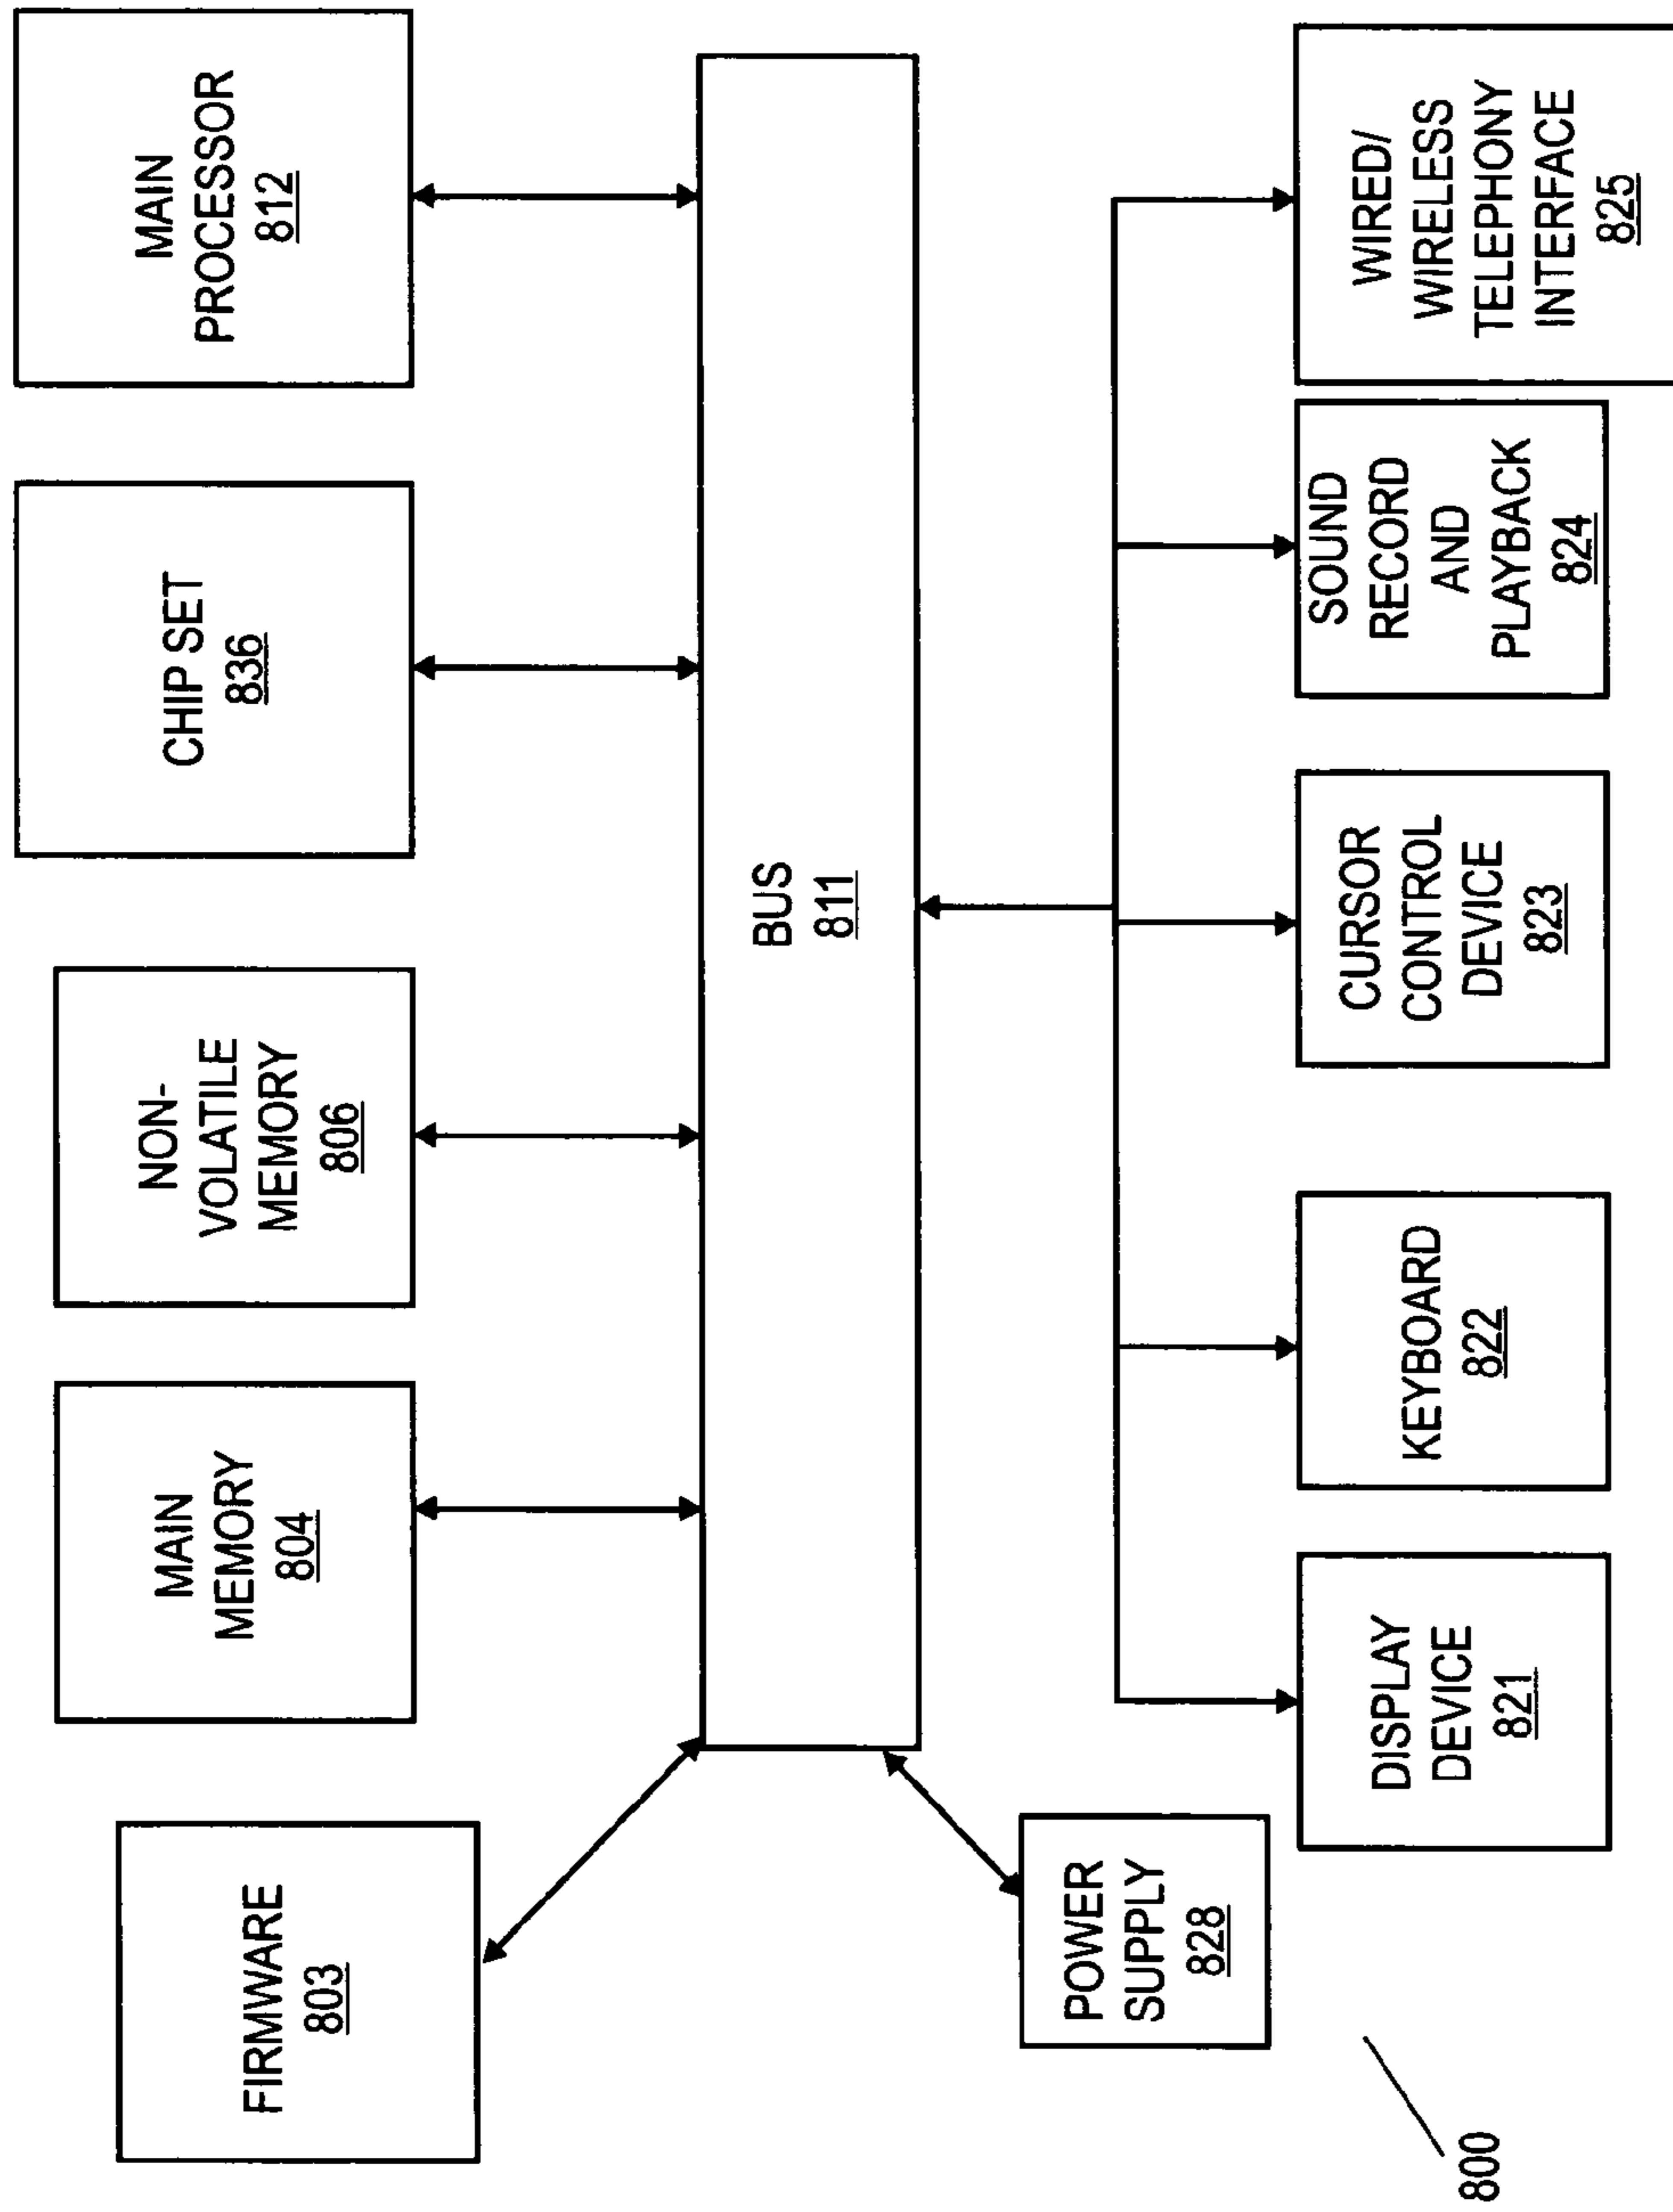 FIRMWARE
803
MAIN
MEMORY
804
NON-
VOLATILE
MEMORY
806
CHIP SET
836
MAIN
PROCESSOR
812
BUS
811
POWER
SUPPLY
828
DISPLAY
DEVICE
821
KEYBOARD
822
CURSOR
CONTROL
DEVICE
823
SOUND
RECORD
AND
PLAYBACK
824
WIRED/
WIRELESS
TELEPHONY
INTERFACE
825
800